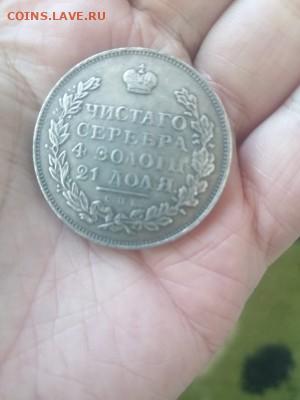 COINS.LAVE.RU
ЧИСТАГО
СЕРЕБРА
4 ЗОЛОТН.
21 ДОЛЯ.
С.П.Б.